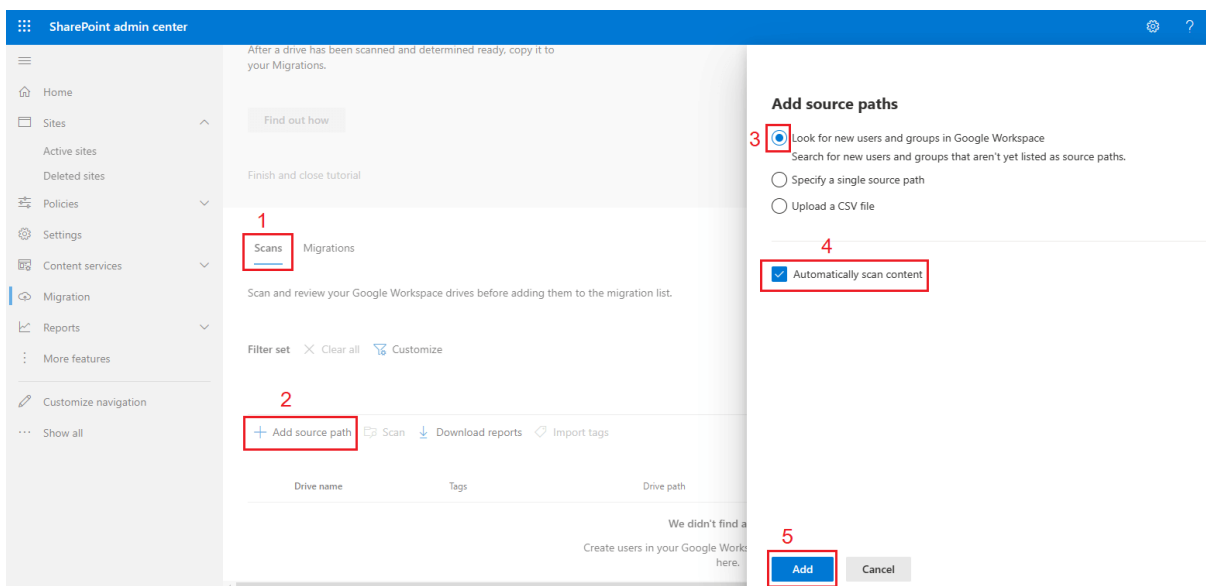 SharePoint admin center
?
Home
Sites
Active sites
Deleted sites
Policies
Settings
Content services
Migration
Reports
More features
Customize navigation
Show all
After a drive has been scanned and determined ready, copy it to
your Migrations.
Find out how
Finish and close tutorial
1
Scans Migrations
Scan and review your Google Workspace drives before adding them to the migration list.
Filter set Clear all Customize
2
Add source path Scan Download reports Import tags
Drive name Tags Drive path
We didn't find a
Create users in your Google Works
here.
Add source paths
3 Look for new users and groups in Google Workspace
Search for new users and groups that aren't yet listed as source paths.
Specify a single source path
Upload a CSV file
4
Automatically scan content
5
Add Cancel